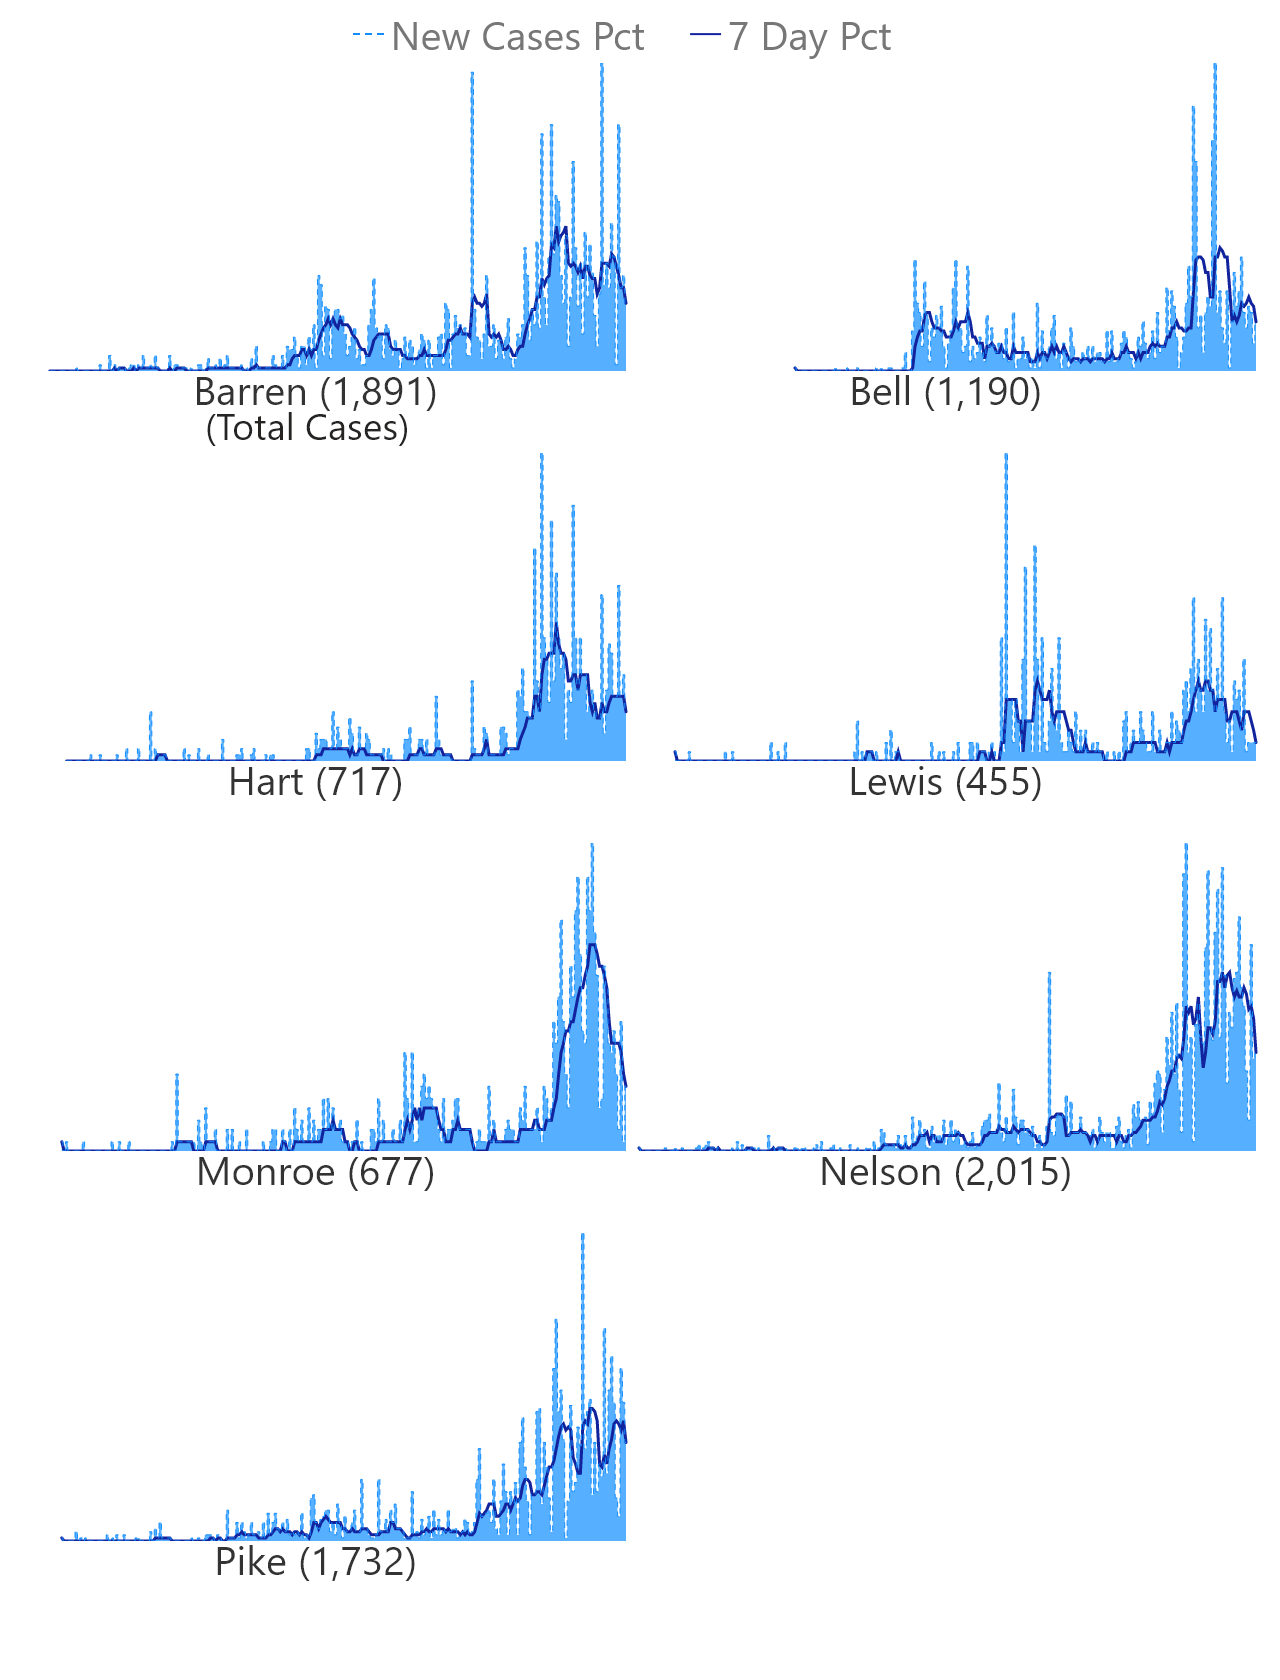 New Cases Pct 7 Day Pct
Barren (1,891) Bell (1,190)
(Total Cases)
Hart (717) Lewis (455)
Monroe (677) Nelson (2,015)
Pike (1,732)